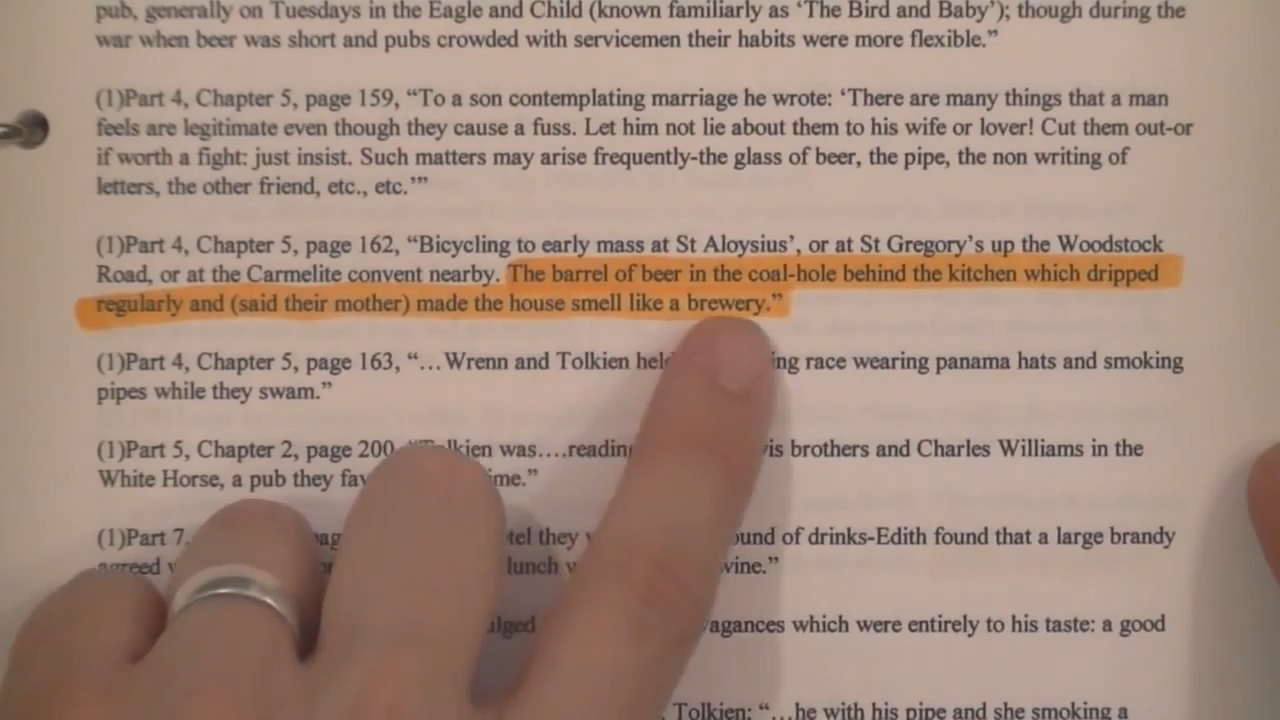 pub, generally on Tuesdays in the Eagle and Child (known familiarly as ‘The Bird and Baby’); though during the
war when beer was short and pubs crowded with servicemen their habits were more flexible.”
(1)Part 4, Chapter 5, page 159, “To a son contemplating marriage he wrote: ‘There are many things that a man
feels are legitimate even though they cause a fuss. Let him not lie about them to his wife or lover! Cut them out-or
if worth a fight: just insist. Such matters may arise frequently-the glass of beer, the pipe, the non writing of
letters, the other friend, etc., etc.’”
(1)Part 4, Chapter 5, page 162, “Bicycling to early mass at St Aloysius’, or at St Gregory’s up the Woodstock
Road, or at the Carmelite convent nearby. The barrel of beer in the coal-hole behind the kitchen which dripped
regularly and (said their mother) made the house smell like a brewery.”
(1)Part 4, Chapter 5, page 163, “…Wrenn and Tolkien race wearing panama hats and smoking
pipes while they swam.”
(1)Part 5, Chapter 2, page 200 was….reading brothers and Charles Williams in the
White Horse, a pub they
(1)Part 7, they of drinks-Edith found that a large brandy
agreed lunch wine.”
which were entirely to his taste: a good
Tolkien: “…he with his pipe and she smoking a